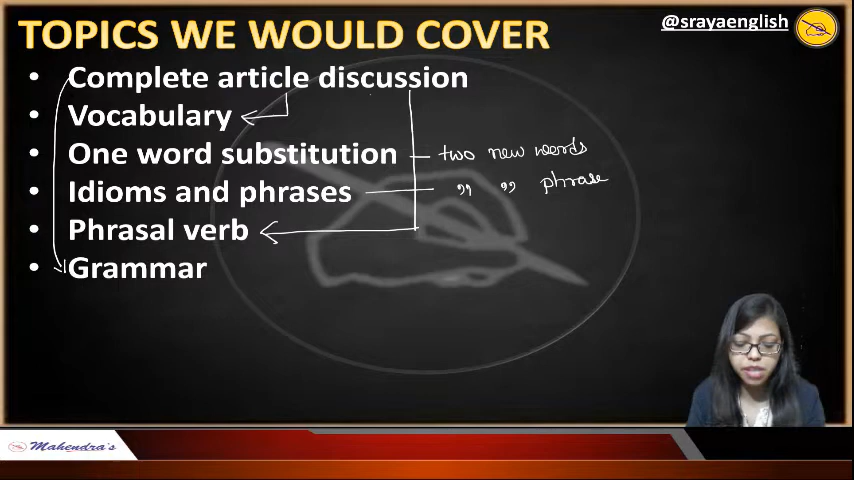 @srayaenglish
TOPICS WE WOULD COVER
• Complete article discussion
• Vocabulary
• One word substitution — two new words
• Idioms and phrases — " " phrase
• Phrasal verb
• Grammar
Mahendra's